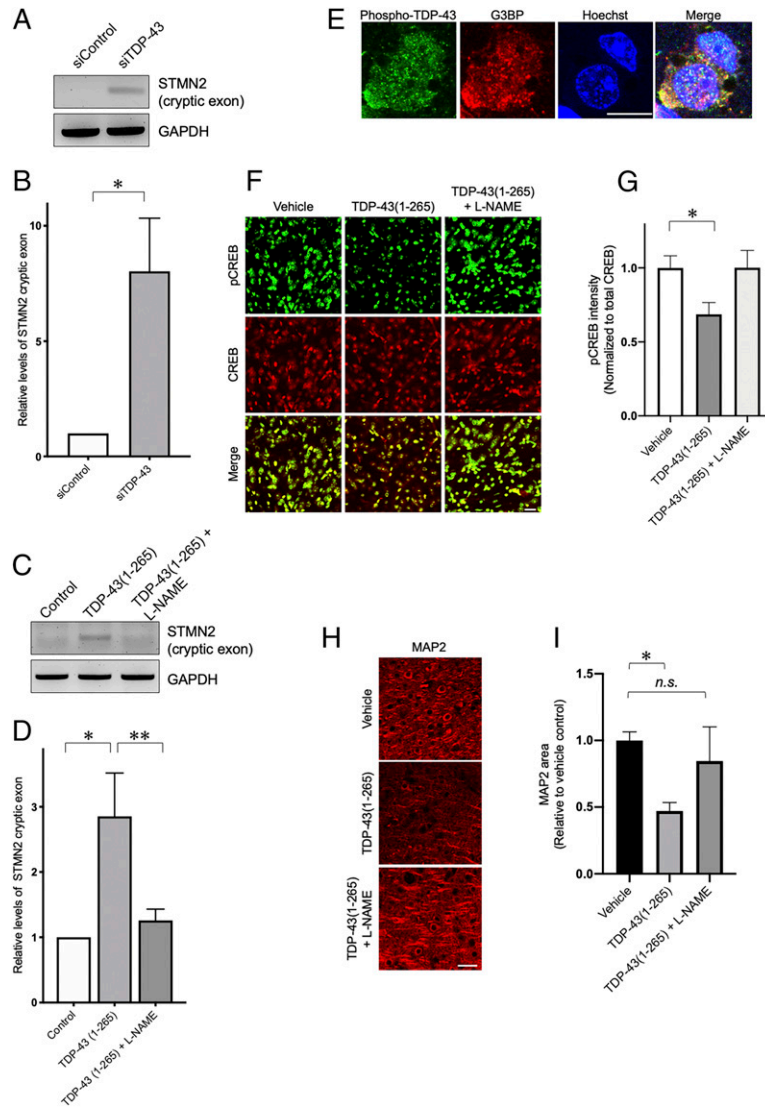 A
siControl
siTDP-43
STMN2
(cryptic exon)
GAPDH
B
*
Relative levels of STMN2 cryptic exon
10
5
0
siControl
siTDP-43
C
Control
TDP-43(1-265)
TDP-43(1-265) +
L-NAME
STMN2
(cryptic exon)
GAPDH
D
*
**
Relative levels of STMN2 cryptic exon
3
2
1
0
Control
TDP-43 (1-265)
TDP-43 (1-265) + L-NAME
E
Phospho-TDP-43
G3BP
Hoechst
Merge
F
Vehicle
TDP-43(1-265)
TDP-43(1-265)
+ L-NAME
pCREB
CREB
Merge
G
*
pCREB intensity
(Normalized to total CREB)
1.0
0.5
0.0
Vehicle
TDP-43(1-265)
TDP-43(1-265) + L-NAME
H
MAP2
Vehicle
TDP-43(1-265)
TDP-43(1-265)
+ L-NAME
I
*
n.s.
MAP2 area
(Relative to vehicle control)
1.5
1.0
0.5
0.0
Vehicle
TDP-43(1-265)
TDP-43(1-265) + L-NAME